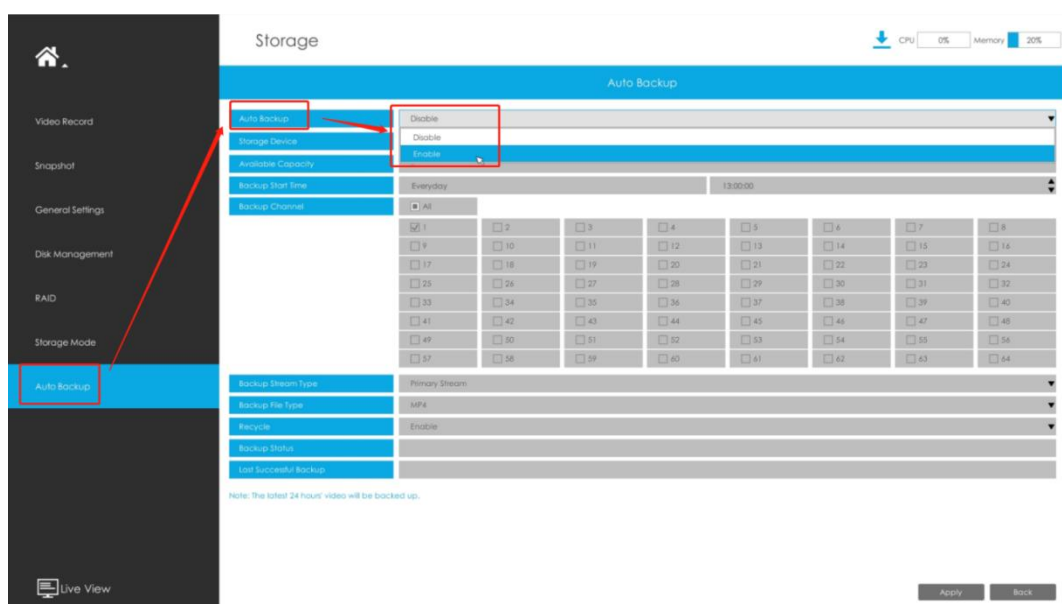 Storage
CPU 0% Memory 20%
Auto Backup
Video Record
Snapshot
General Settings
Disk Management
RAID
Storage Mode
Auto Backup
Live View
Auto Backup Disable
Disable
Enable
Storage Device
Available Capacity
Backup Start Time Everyday 13:00:00
Backup Channel All
1 2 3 4 5 6 7 8
9 10 11 12 13 14 15 16
17 18 19 20 21 22 23 24
25 26 27 28 29 30 31 32
33 34 35 36 37 38 39 40
41 42 43 44 45 46 47 48
49 50 51 52 53 54 55 56
57 58 59 60 61 62 63 64
Backup Stream Type Primary Stream
Backup File Type MP4
Recycle Enable
Backup Status
Last Successful Backup
Note: The latest 24 hours' video will be backed up.
Apply Back